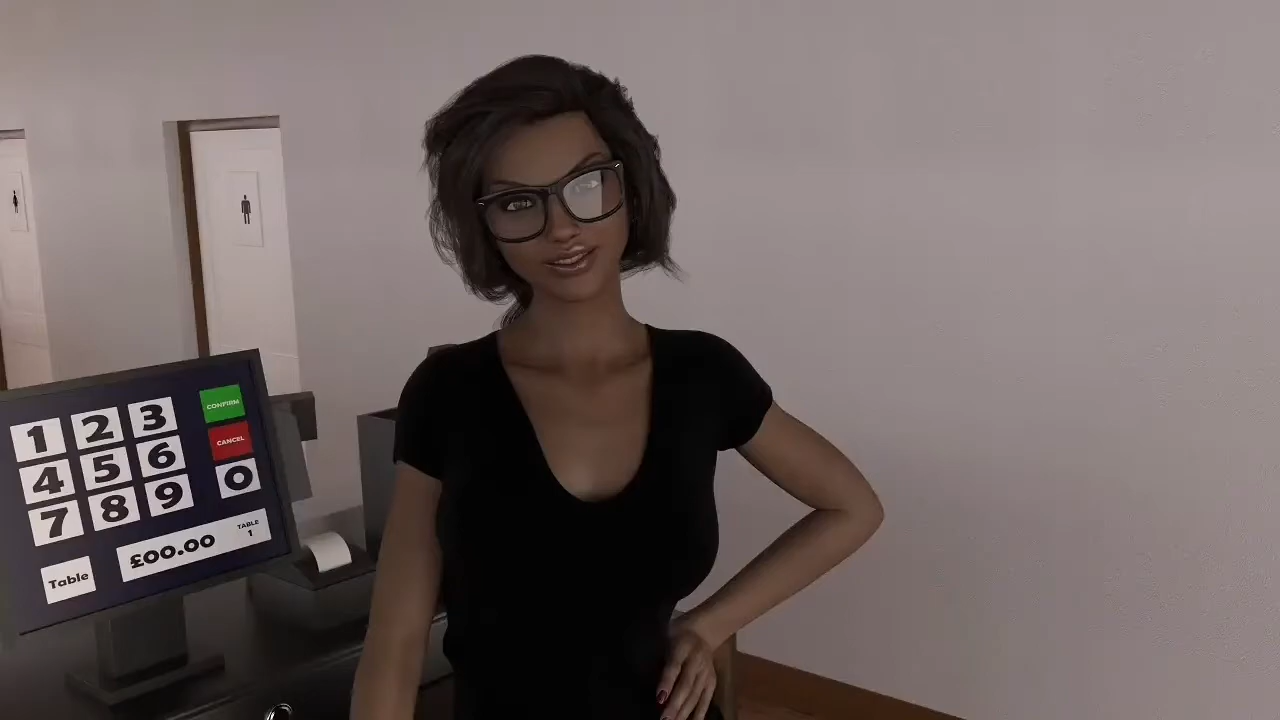 1 2 3 CONFIRM
4 5 6 CANCEL
7 8 9 0
£00.00 TABLE 1
Table